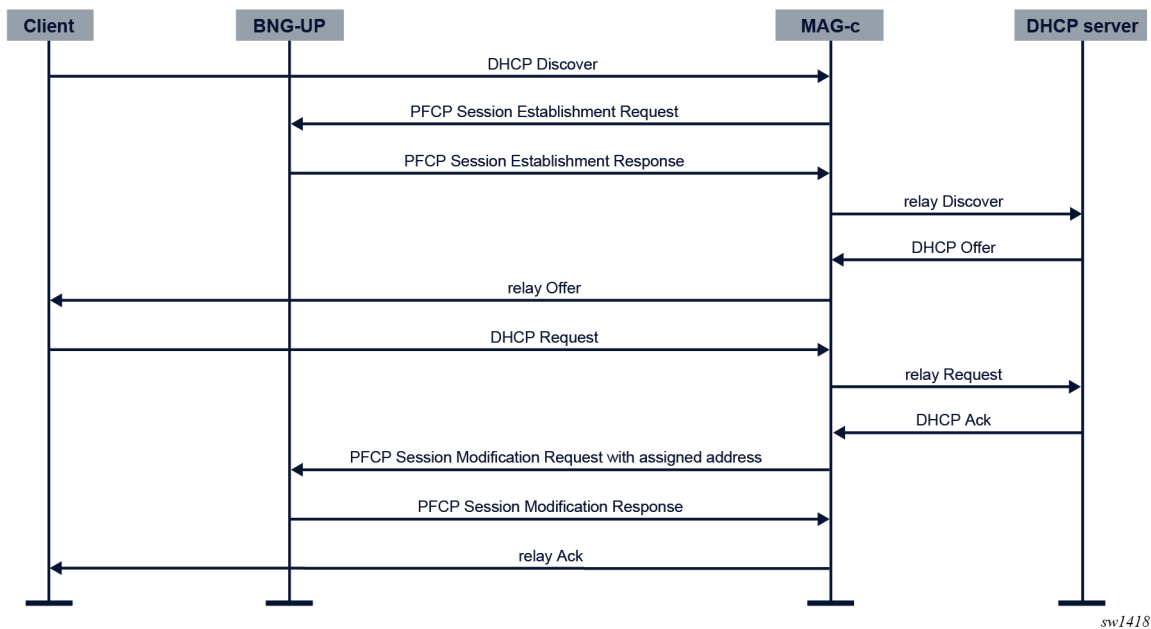 Client
BNG-UP
MAG-c
DHCP server
DHCP Discover
PFCP Session Establishment Request
PFCP Session Establishment Response
relay Discover
DHCP Offer
relay Offer
DHCP Request
relay Request
DHCP Ack
PFCP Session Modification Request with assigned address
PFCP Session Modification Response
relay Ack
sw1418